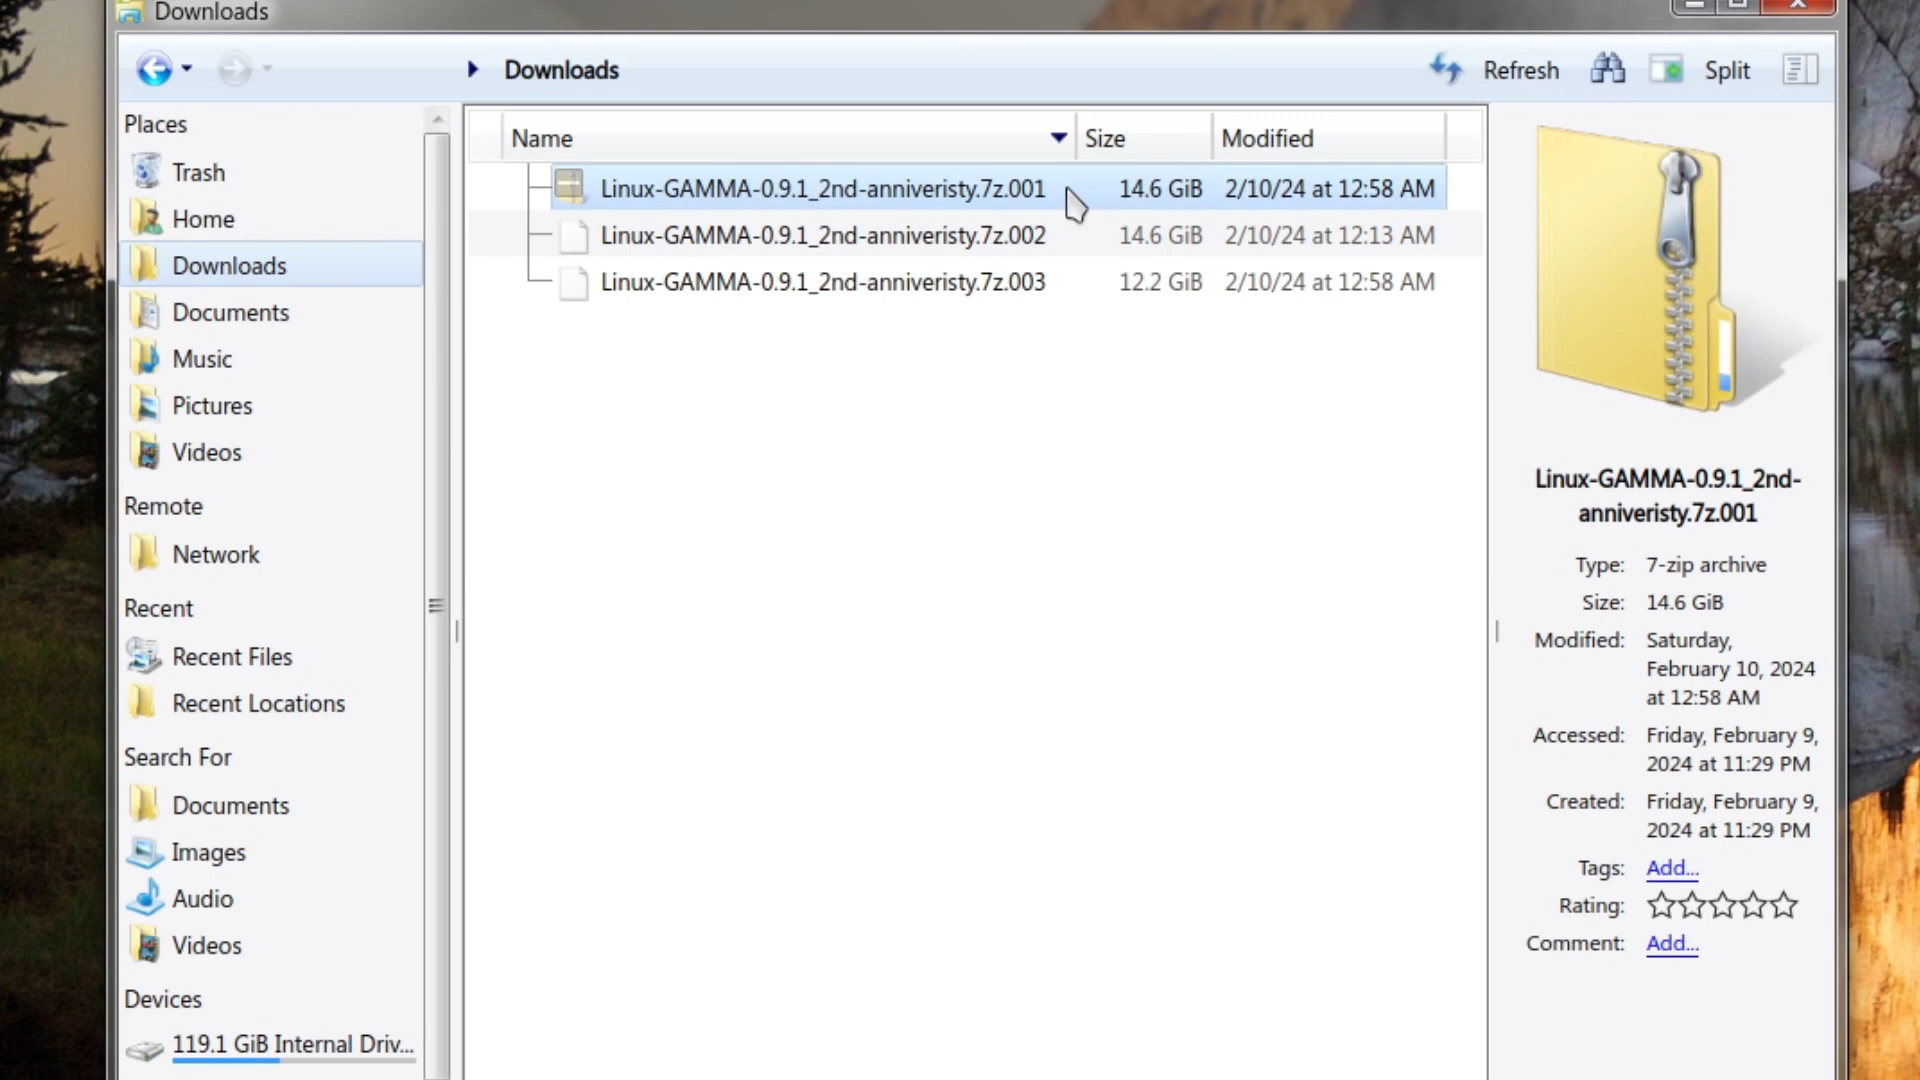 Downloads
Downloads
Refresh
Split
Places
Trash
Home
Downloads
Documents
Music
Pictures
Videos
Remote
Network
Recent
Recent Files
Recent Locations
Search For
Documents
Images
Audio
Videos
Devices
119.1 GiB Internal Driv...
Name Size Modified
Linux-GAMMA-0.9.1_2nd-anniveristy.7z.001 14.6 GiB 2/10/24 at 12:58 AM
Linux-GAMMA-0.9.1_2nd-anniveristy.7z.002 14.6 GiB 2/10/24 at 12:13 AM
Linux-GAMMA-0.9.1_2nd-anniveristy.7z.003 12.2 GiB 2/10/24 at 12:58 AM
Linux-GAMMA-0.9.1_2nd-
anniveristy.7z.001
Type: 7-zip archive
Size: 14.6 GiB
Modified: Saturday,
February 10, 2024
at 12:58 AM
Accessed: Friday, February 9,
2024 at 11:29 PM
Created: Friday, February 9,
2024 at 11:29 PM
Tags: Add...
Rating:
Comment: Add...